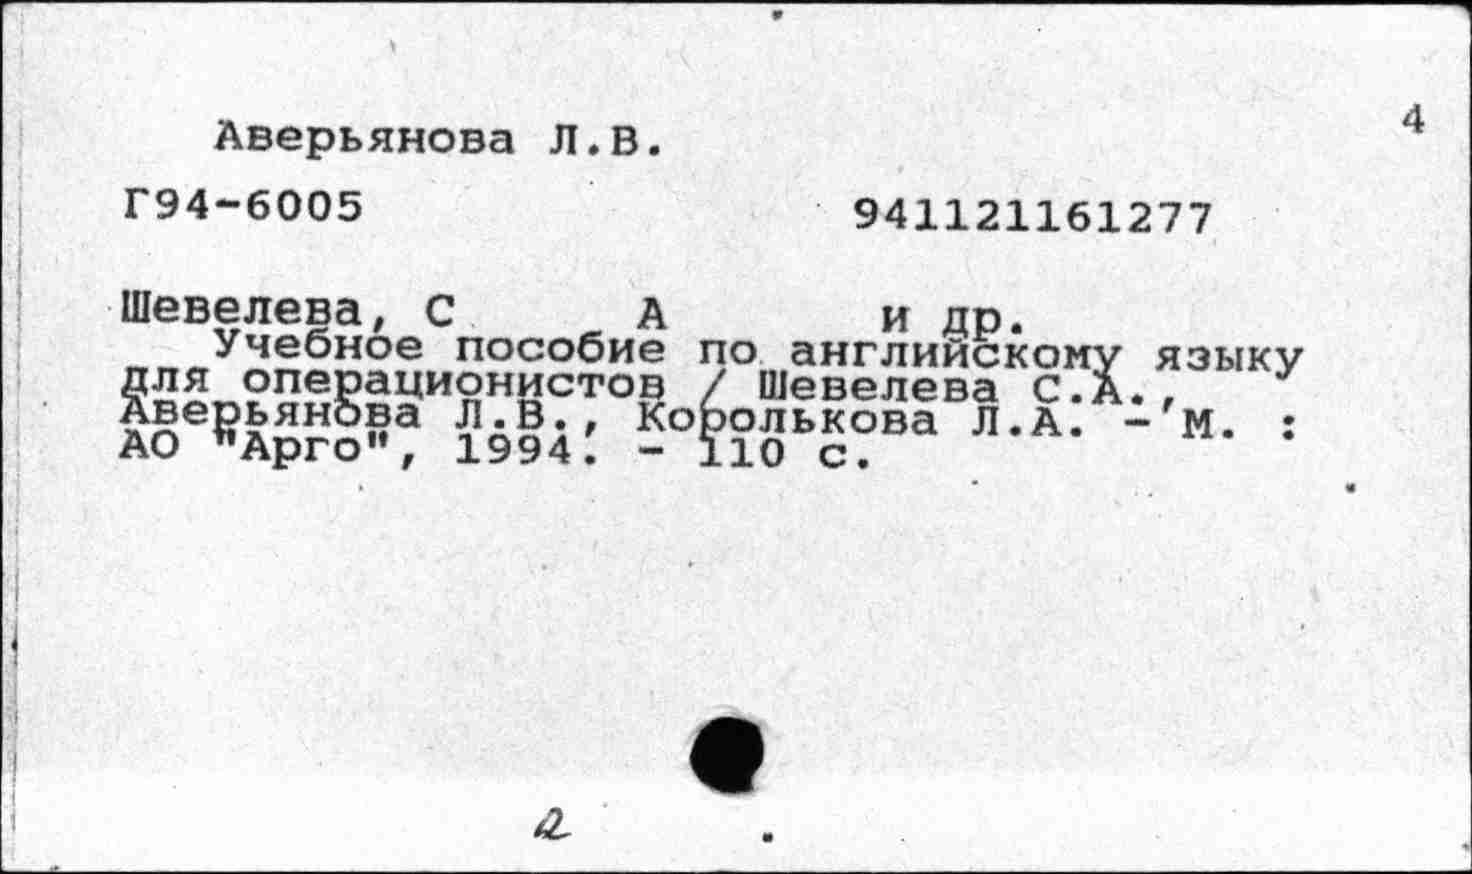 4
Аверьянова Л.В.
Г94-6005 941121161277
Шевелева, С А и др.
Учебное пособие по английскому языку
для операционистов / Шевелева С.А.,
Аверьянова Л.В., Королькова Л.А. - М. :
АО "Арго", 1994. - 110 с.